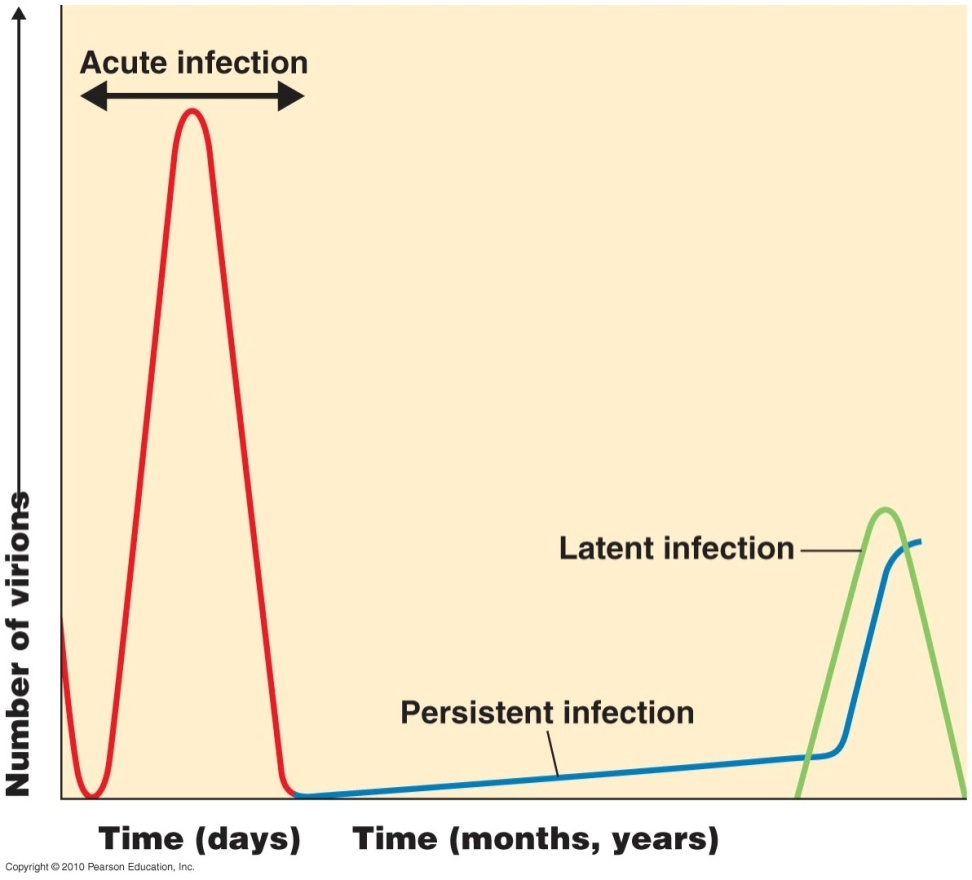 Acute infection
Number of virions
Latent infection
Persistent infection
Time (days)
Time (months, years)
Copyright © 2010 Pearson Education, Inc.